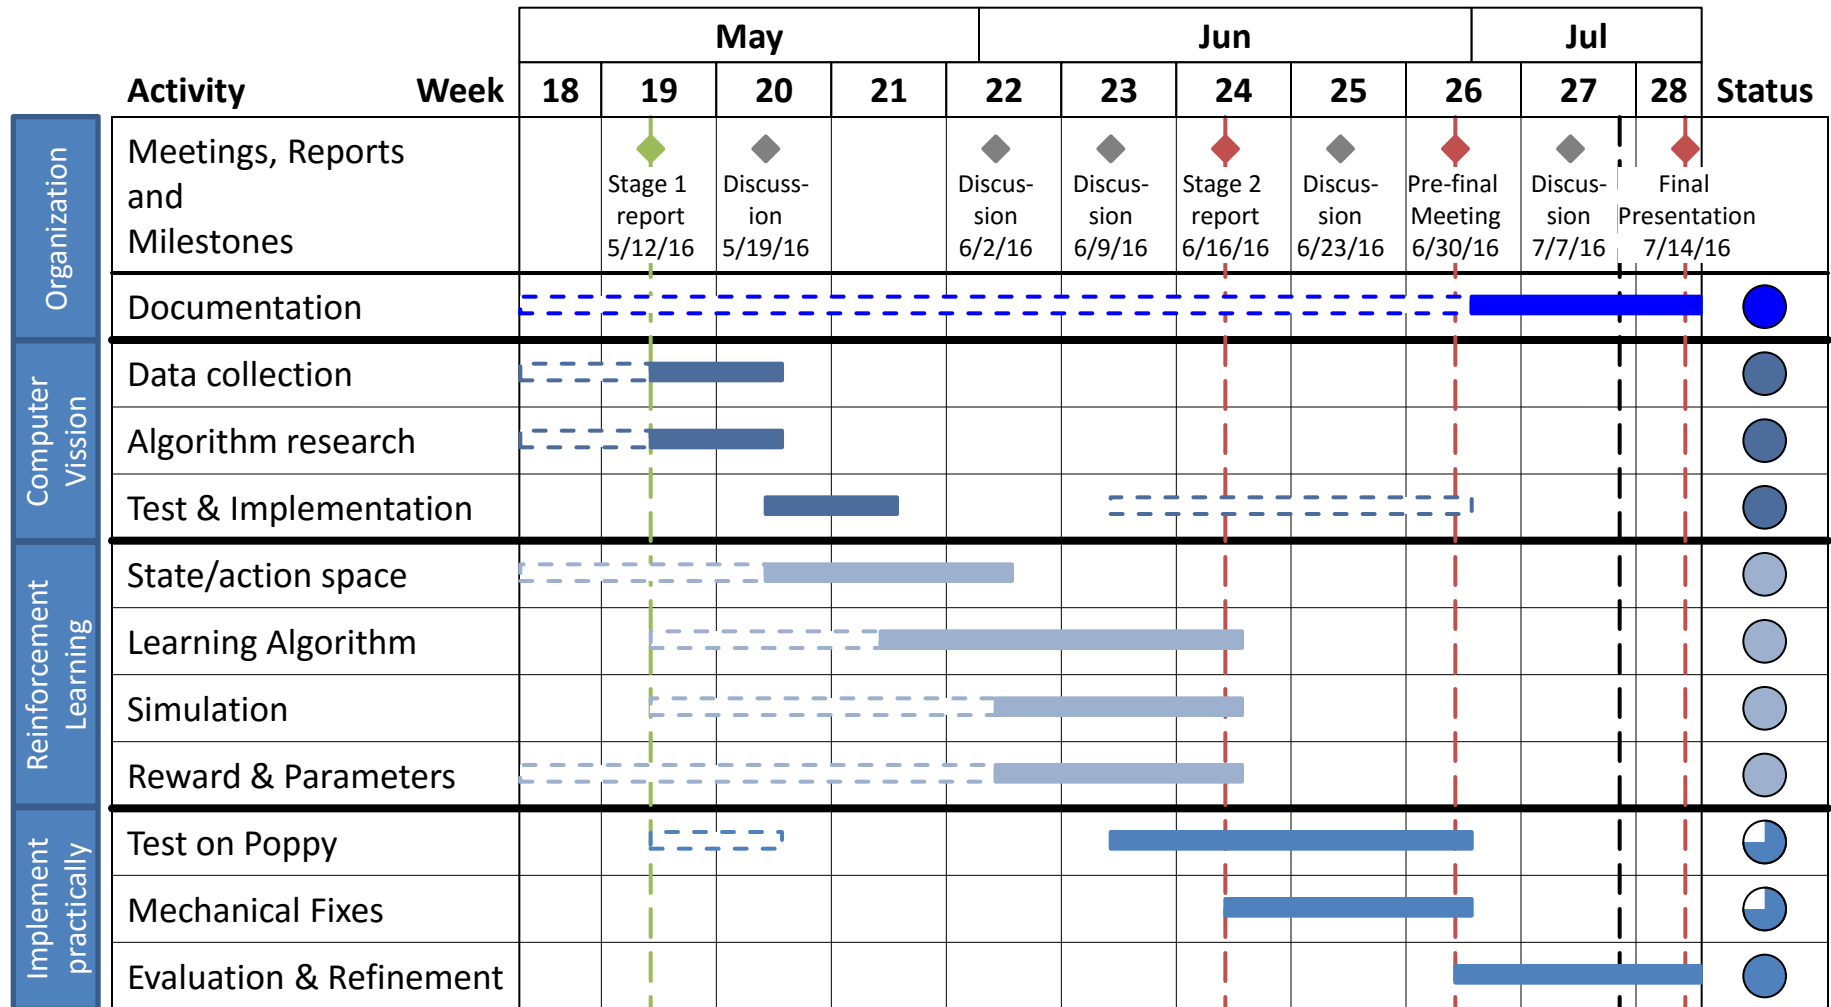 May Jun Jul
Activity Week 18 19 20 21 22 23 24 25 26 27 28 Status
Organization
Meetings, Reports
and
Milestones
Stage 1
report
5/12/16
Discuss-
ion
5/19/16
Discus-
sion
6/2/16
Discus-
sion
6/9/16
Stage 2
report
6/16/16
Discus-
sion
6/23/16
Pre-final
Meeting
6/30/16
Discus-
sion
7/7/16
Final
Presentation
7/14/16
Documentation
Computer
Vission
Data collection
Algorithm research
Test & Implementation
Reinforcement
Learning
State/action space
Learning Algorithm
Simulation
Reward & Parameters
Implement
practically
Test on Poppy
Mechanical Fixes
Evaluation & Refinement